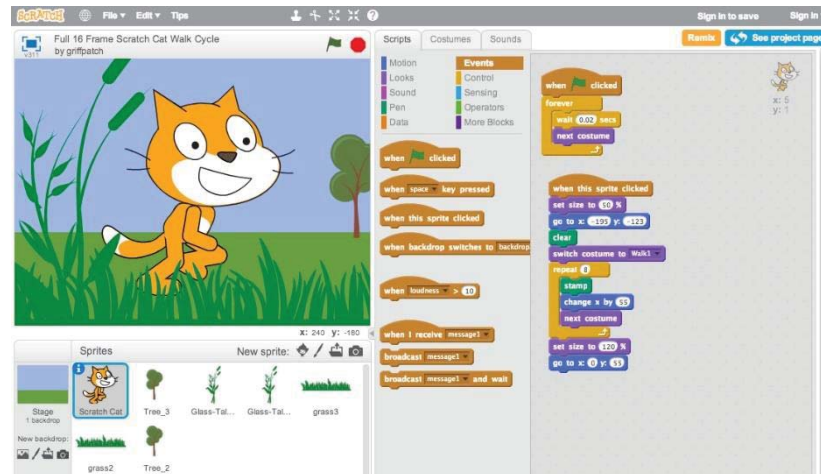 SCRATCH File Edit Tips Sign in to save Sign in
Full 16 Frame Scratch Cat Walk Cycle
by griffpatch
v311
Scripts Costumes Sounds
Remix See project page
Motion Events
Looks Control
Sound Sensing
Pen Operators
Data More Blocks
when clicked
when space key pressed
when this sprite clicked
when backdrop switches to backdrop
when loudness > 10
when I receive message1
broadcast message1
broadcast message1 and wait
when clicked
forever
wait 0.02 secs
next costume
when this sprite clicked
set size to 50 %
go to x: -195 y: -123
clear
switch costume to Walk1
repeat 8
stamp
change x by 55
next costume
set size to 120 %
go to x: 0 y: 55
x: 5
y: 1
x: 240 y: -180
Sprites New sprite:
Stage
1 backdrop
New backdrop:
Scratch Cat Tree_3 Glass-Tal... Glass-Tal... grass3
grass2 Tree_2